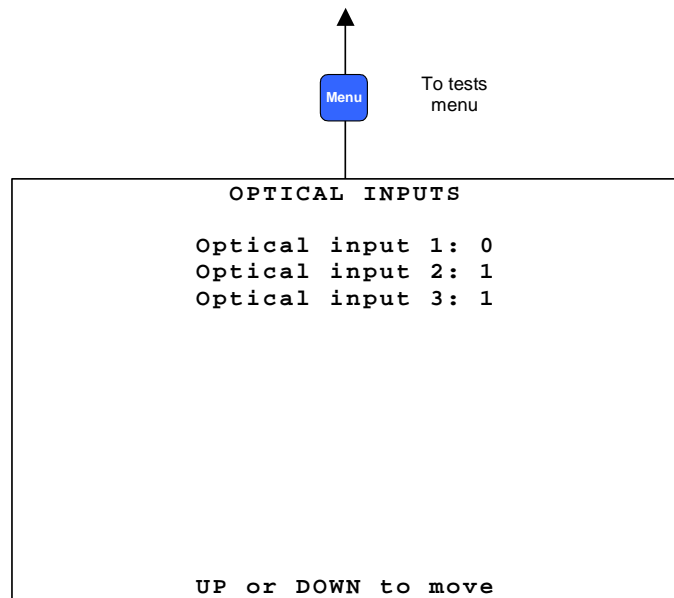 Menu
To tests
menu
OPTICAL INPUTS
Optical input 1: 0
Optical input 2: 1
Optical input 3: 1
UP or DOWN to move